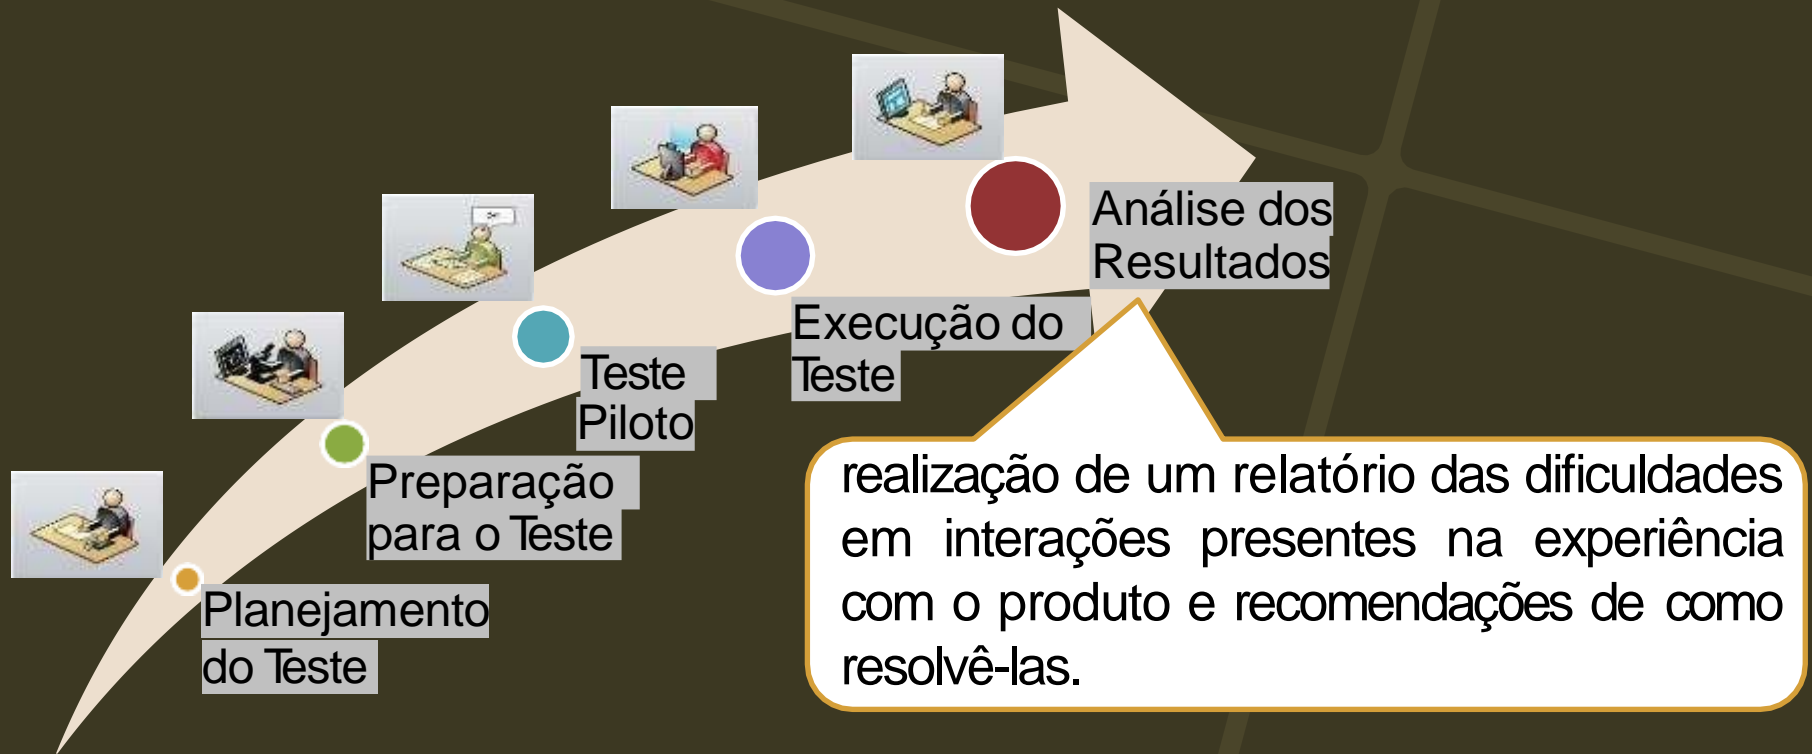 Análise dos
Resultados
Execução do
Teste
Teste
Piloto
Preparação
para o Teste
Planejamento
do Teste
realização de um relatório das dificuldades
em interações presentes na experiência
com o produto e recomendações de como
resolvê-las.